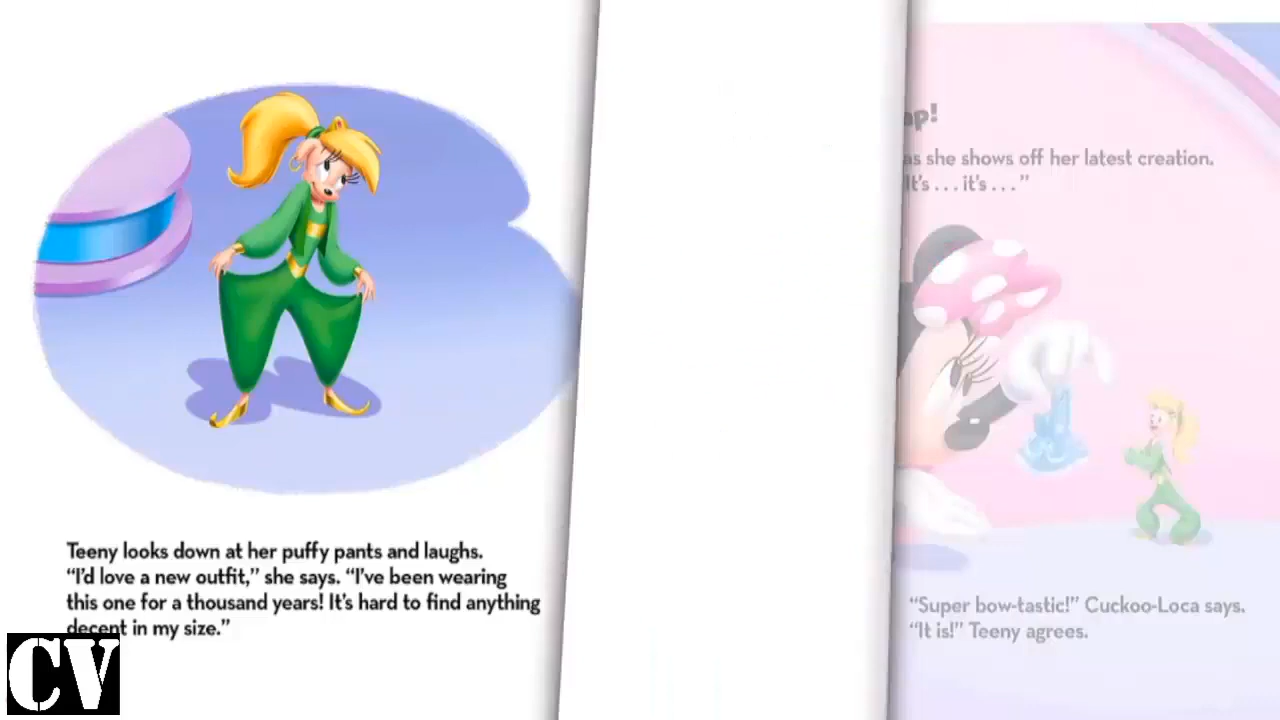 Teeny looks down at her puffy pants and laughs.
“I’d love a new outfit,” she says. “I’ve been wearing
this one for a thousand years! It’s hard to find anything
decent in my size.”
CV
as she shows off her latest creation.
It’s . . . it’s . . . ”
“Super bow-tastic!” Cuckoo-Loca says.
“It is!” Teeny agrees.